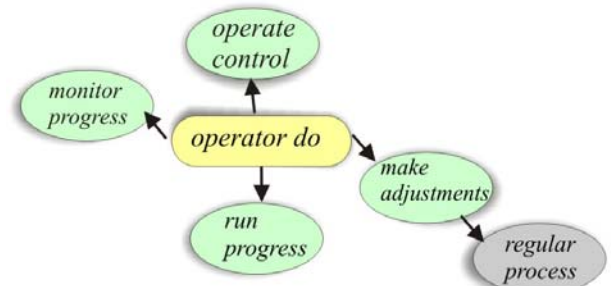 operate
control
monitor
progress
operator do
make
adjustments
run
progress
regular
process